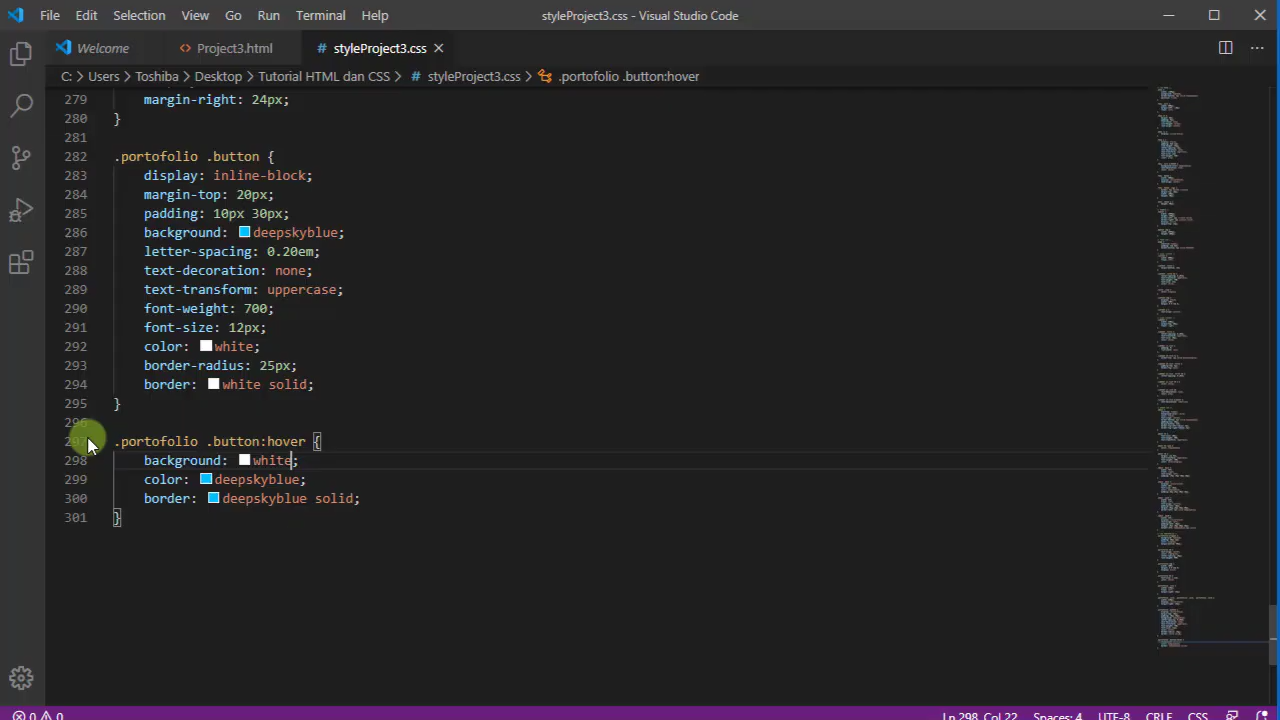 File Edit Selection View Go Run Terminal Help styleProject3.css - Visual Studio Code
Welcome Project3.html # styleProject3.css
C: > Users > Toshiba > Desktop > Tutorial HTML dan CSS > # styleProject3.css > .portofolio .button:hover
279 margin-right: 24px;
280 }
281
282 .portofolio .button {
283 display: inline-block;
284 margin-top: 20px;
285 padding: 10px 30px;
286 background: deepskyblue;
287 letter-spacing: 0.20em;
288 text-decoration: none;
289 text-transform: uppercase;
290 font-weight: 700;
291 font-size: 12px;
292 color: white;
293 border-radius: 25px;
294 border: white solid;
295 }
296
297 .portofolio .button:hover {
298 background: white;
299 color: deepskyblue;
300 border: deepskyblue solid;
301 }
0 0 Ln 298, Col 22 Spaces: 4 UTF-8 CRLF CSS